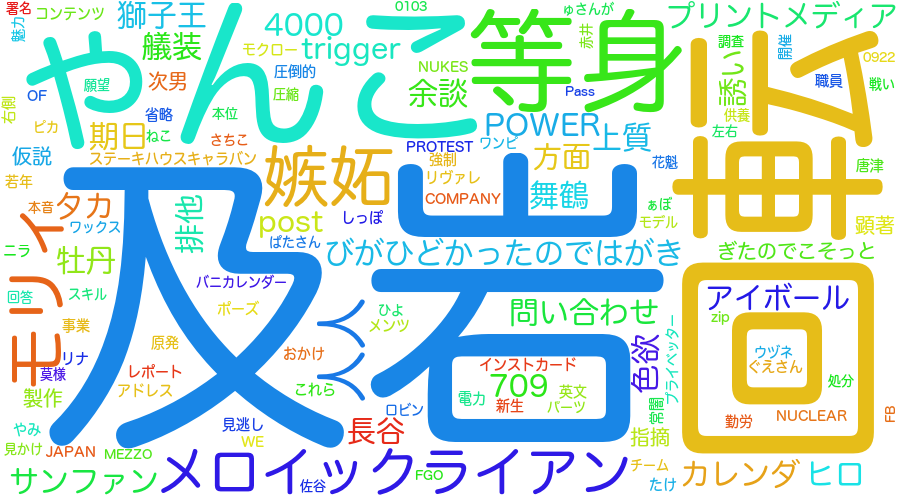 署名
コンテンツ
魅力
獅子王
0103
ゅさんが
プリントメディア
4000
艤装
trigger
モクロー
赤井
等身
やんこ
調査
開催
0922
圧倒的
NUKES
願望
次男
圧縮
余談
Pass
誘い
職員
戦い
右側
OF
省略
本位
供養
ピカ
期日
ねこ
さちこ
POWER
上質
左右
仮説
ステーキハウスキャラバン
PROTEST
ワンピ
強制
方面
花魁
唐津
若年
嫉妬
リヴァレ
COMPANY
舞鶴
ぁぽ
モデル
顕著
本音
タカ
ワックス
排他
post
しっぽ
モリィ
ニラ
牡丹
ぱたさん
びがひどかったのではがき
ぎたのでこそっと
及岩
回転
回答
スキル
バニカレンダー
ポーズ
ひよ
メンツ
問い合わせ
アイボール
zip
事業
原発
リナ
莫様
レポート
おかけ
色欲
プライベッター
ウヅネ
ぐえさん
インストカード
709
英文
パーツ
電力
新生
処分
製作
アドレス
これら
常闇
勤労
NUCLEAR
FB
やみ
見逃し
ロビン
長谷
指摘
見かけ
JAPAN
MEZZO
WE
サンファン
メロイックライアン
佐谷
FGO
チーム
たけ
カレンダ
ヒロ